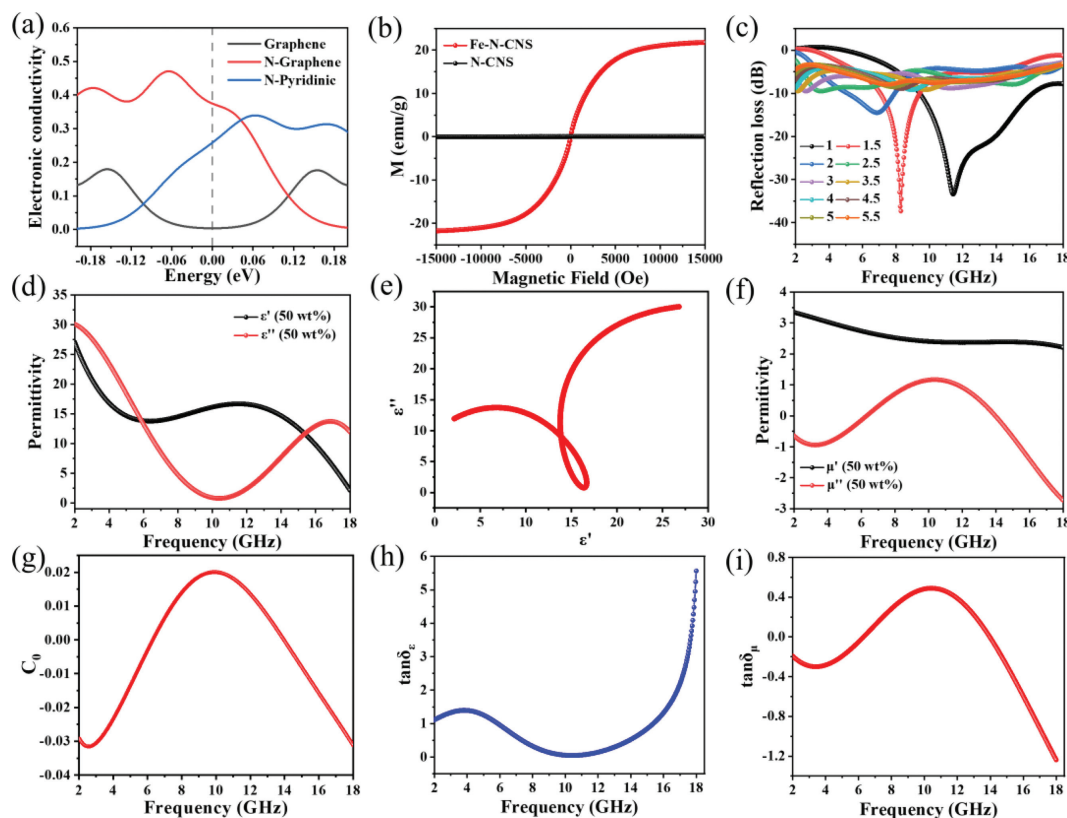 (a)
0.6
0.5
0.4
0.3
0.2
0.1
0.0
Electronic conductivity
Graphene
N-Graphene
N-Pyridinic
-0.18 -0.12 -0.06 0.00 0.06 0.12 0.18
Energy (eV)
(b)
20
10
0
-10
-20
M (emu/g)
Fe-N-CNS
N-CNS
-15000 -10000 -5000 0 5000 10000 15000
Magnetic Field (Oe)
(c)
0
-10
-20
-30
-40
Reflection loss (dB)
1 1.5
2 2.5
3 3.5
4 4.5
5 5.5
2 4 6 8 10 12 14 16 18
Frequency (GHz)
(d)
35
30
25
20
15
10
5
0
Permittivity
ε' (50 wt%)
ε'' (50 wt%)
2 4 6 8 10 12 14 16 18
Frequency (GHz)
(e)
30
25
20
15
10
5
0
ε''
0 5 10 15 20 25 30
ε'
(f)
4
3
2
1
0
-1
-2
-3
Permitivity
μ' (50 wt%)
μ'' (50 wt%)
2 4 6 8 10 12 14 16 18
Frequency (GHz)
(g)
0.02
0.01
0.00
-0.01
-0.02
-0.03
-0.04
C0
2 4 6 8 10 12 14 16 18
Frequency (GHz)
(h)
6
5
4
3
2
1
0
tanδε
2 4 6 8 10 12 14 16 18
Frequency (GHz)
(i)
0.8
0.4
0.0
-0.4
-0.8
-1.2
tanδμ
2 4 6 8 10 12 14 16 18
Frequency (GHz)